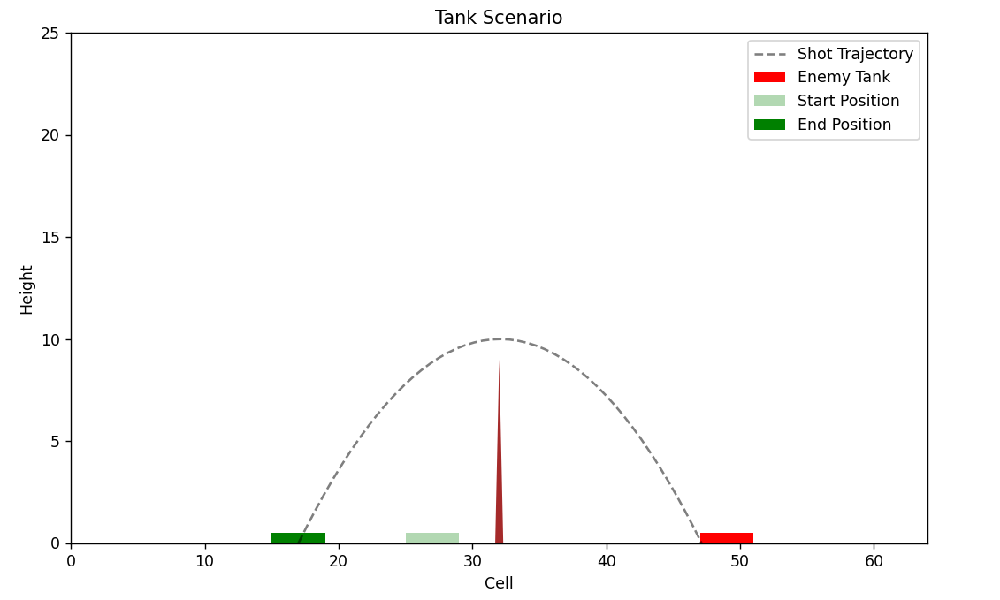 Tank Scenario
25
20
15
10
5
0
Height
Shot Trajectory
Enemy Tank
Start Position
End Position
0 10 20 30 40 50 60
Cell